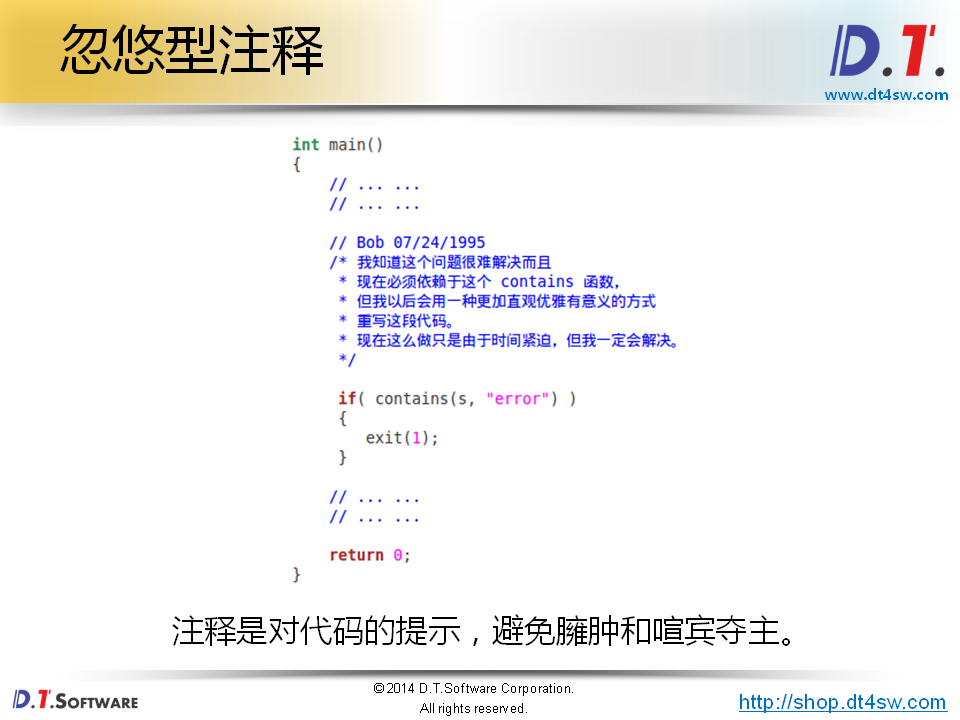 忽悠型注释
D.T.
www.dt4sw.com
int main()
{
// ... ...
// ... ...
// Bob 07/24/1995
/* 我知道这个问题很难解决而且
* 现在必须依赖于这个 contains 函数，
* 但我以后会用一种更加直观优雅有意义的方式
* 重写这段代码。
* 现在这么做只是由于时间紧迫，但我一定会解决。
*/
if( contains(s, "error") )
{
exit(1);
}
// ... ...
// ... ...
return 0;
}
注释是对代码的提示，避免臃肿和喧宾夺主。
D.T.SOFTWARE
©2014 D.T.Software Corporation.
All rights reserved.
http://shop.dt4sw.com